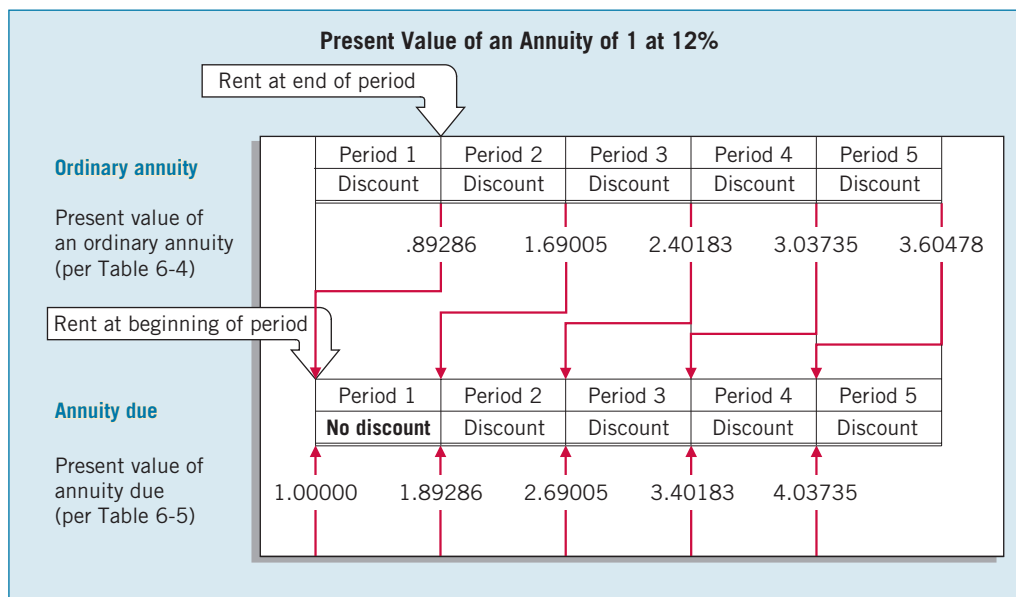 Present Value of an Annuity of 1 at 12%
Rent at end of period
Ordinary annuity
Period 1 Period 2 Period 3 Period 4 Period 5
Discount Discount Discount Discount Discount
Present value of
an ordinary annuity
(per Table 6-4)
.89286 1.69005 2.40183 3.03735 3.60478
Rent at beginning of period
Annuity due
Period 1 Period 2 Period 3 Period 4 Period 5
No discount Discount Discount Discount Discount
Present value of
annuity due
(per Table 6-5)
1.00000 1.89286 2.69005 3.40183 4.03735